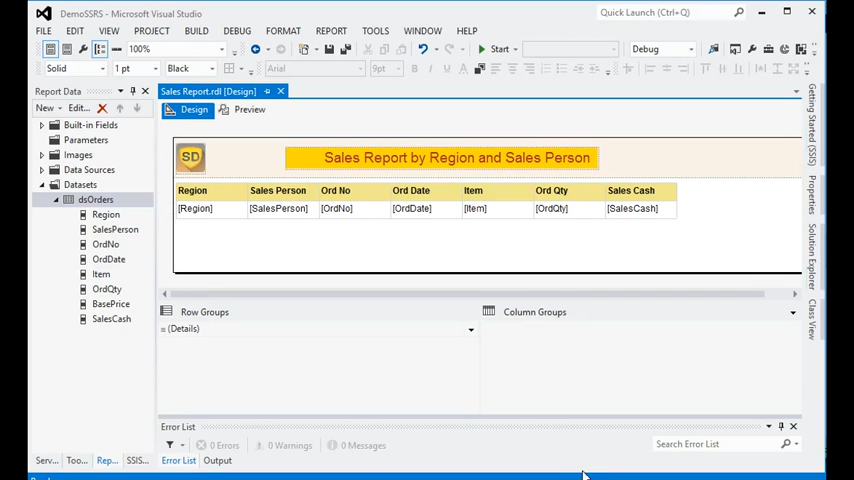 DemoSSRS - Microsoft Visual Studio
Quick Launch (Ctrl+Q)
FILE EDIT VIEW PROJECT BUILD DEBUG FORMAT REPORT TOOLS WINDOW HELP
100% Start Debug
Solid 1 pt Black Arial 9pt B I U A
Report Data
Sales Report.rdl [Design]
New Edit...
Design Preview
Built-in Fields
Parameters
Images
Data Sources
Datasets
dsOrders
Region
SalesPerson
OrdNo
OrdDate
Item
OrdQty
BasePrice
SalesCash
SD
Sales Report by Region and Sales Person
Region Sales Person Ord No Ord Date Item Ord Qty Sales Cash
[Region] [SalesPerson] [OrdNo] [OrdDate] [Item] [OrdQty] [SalesCash]
Row Groups
Column Groups
(Details)
Error List
0 Errors 0 Warnings 0 Messages
Search Error List
Serv... Too... Rep... SSIS...
Error List Output
Getting Started (SSIS)
Properties
Solution Explorer
Class View